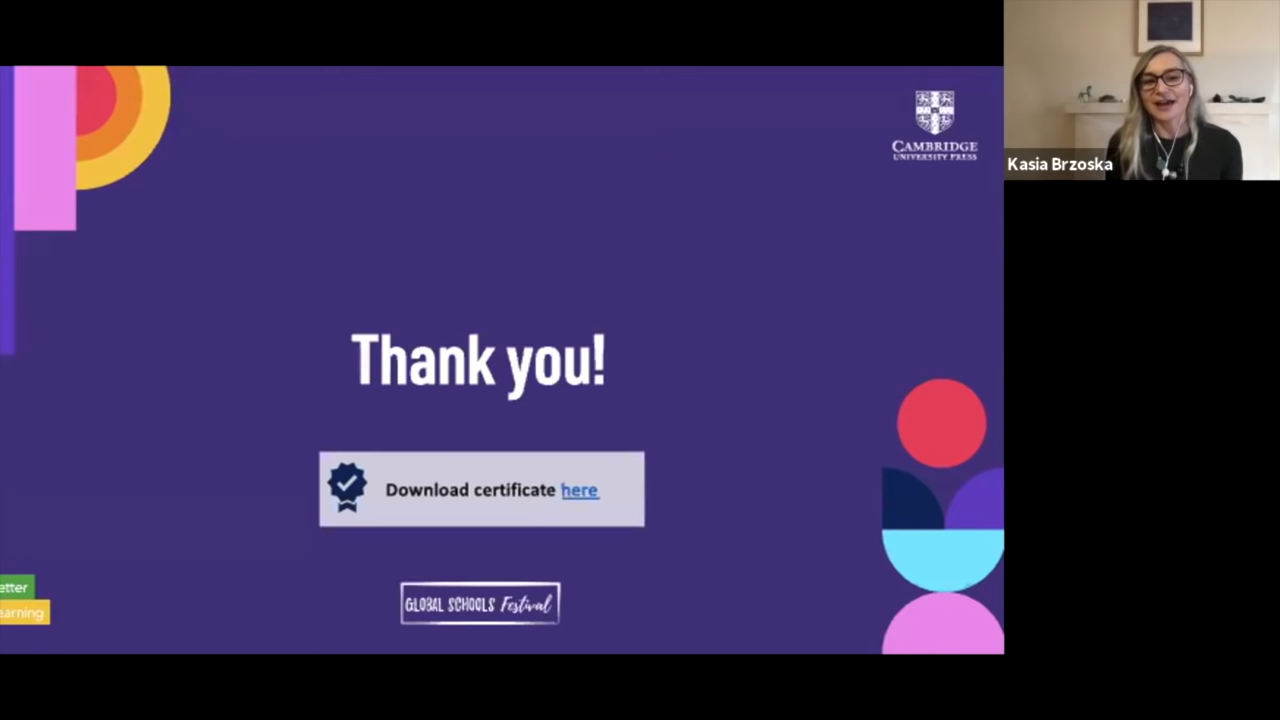 CAMBRIDGE
UNIVERSITY PRESS
Kasia Brzoska
Thank you!
Download certificate here
etter
earning
GLOBAL SCHOOLS Festival